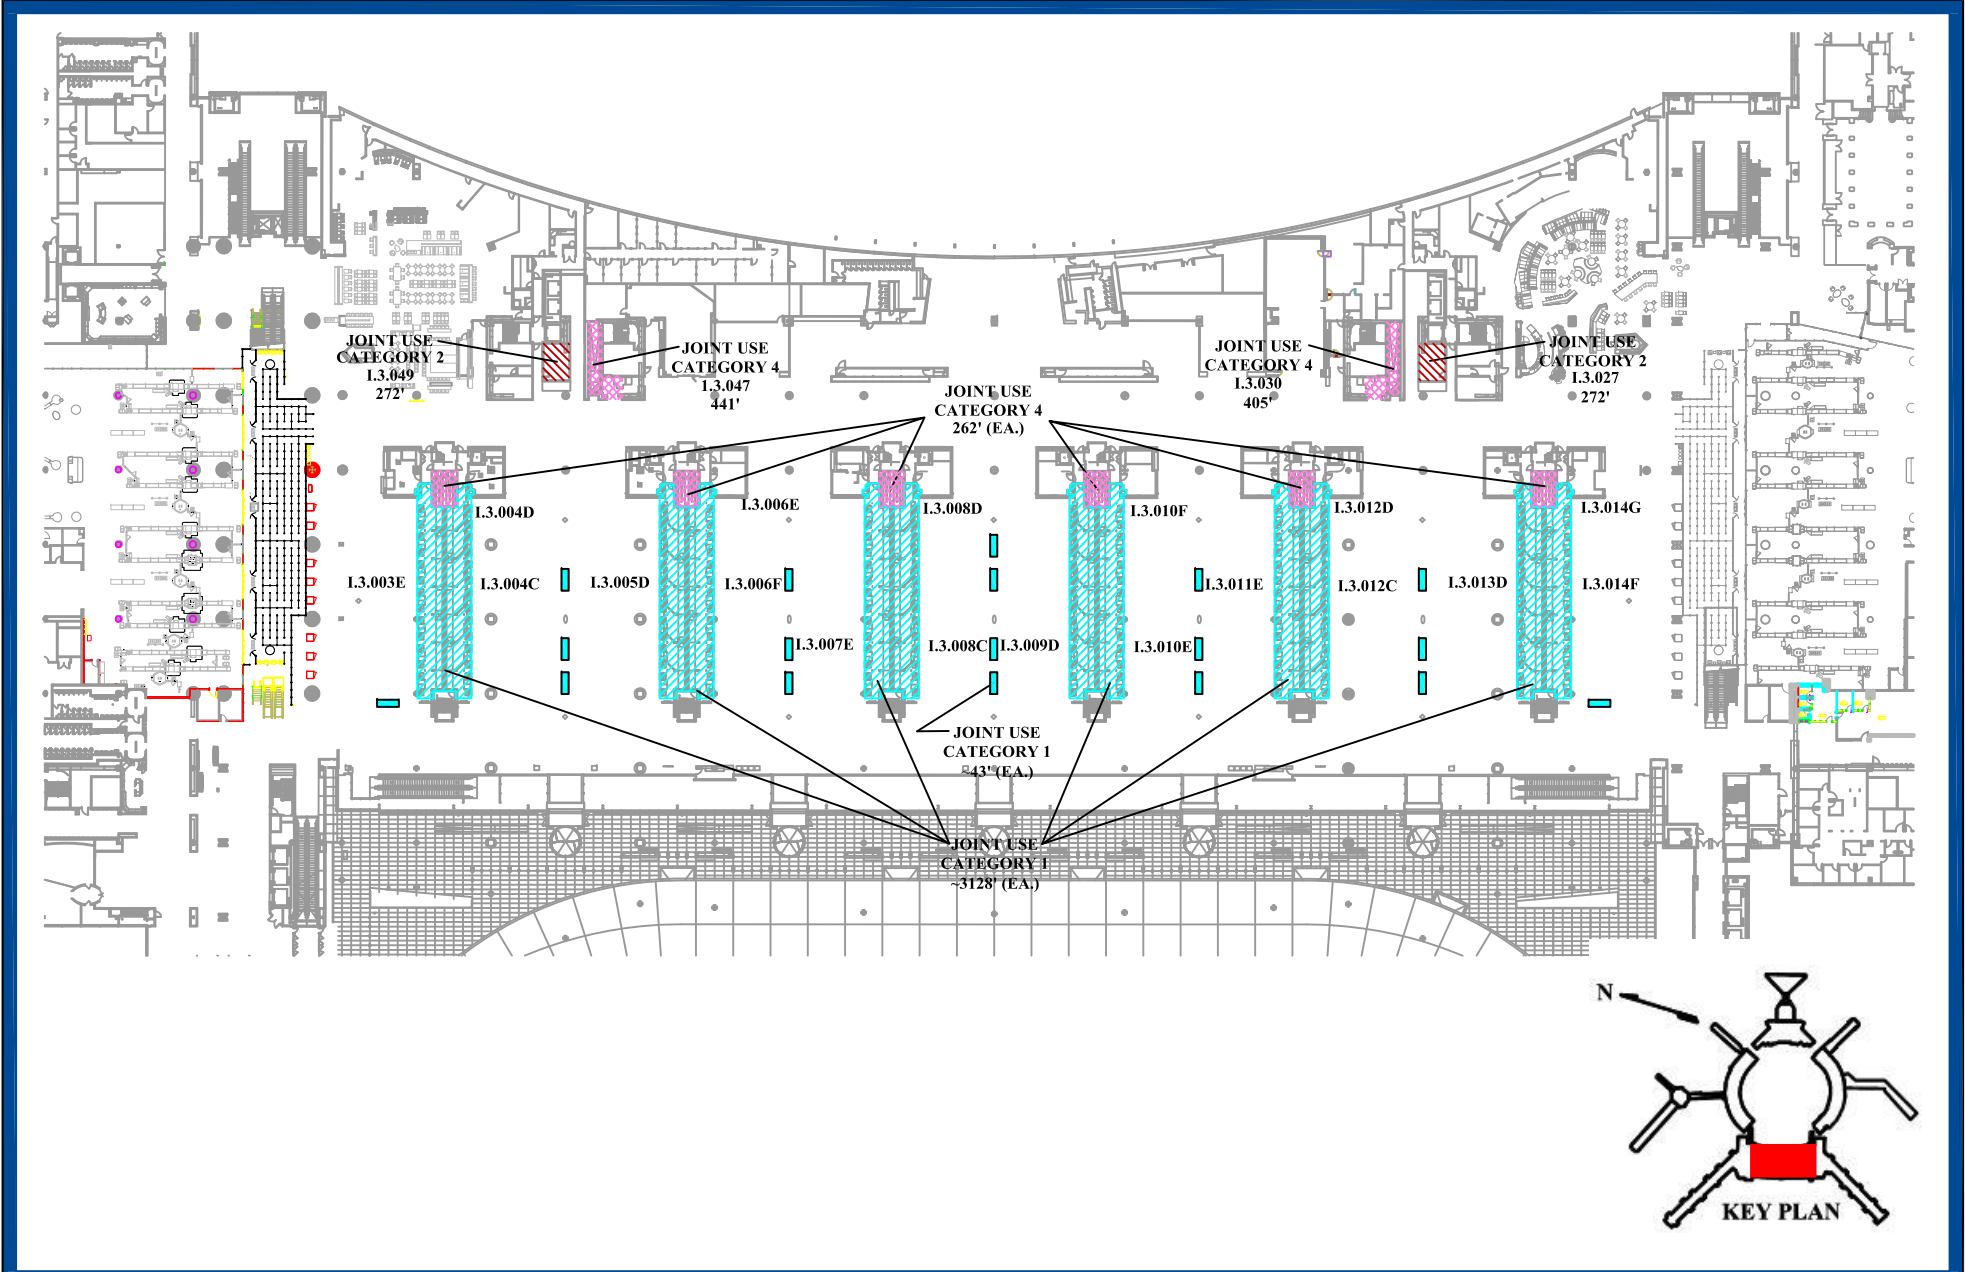 JOINT USE
CATEGORY 2
I.3.049
272'
JOINT USE
CATEGORY 4
I.3.047
441'
JOINT USE
CATEGORY 4
I.3.030
405'
JOINT USE
CATEGORY 2
I.3.027
272'
JOINT USE
CATEGORY 4
262' (EA.)
I.3.004D
I.3.006E
I.3.008D
I.3.010F
I.3.012D
I.3.014G
I.3.003E
I.3.004C
I.3.005D
I.3.006F
I.3.011E
I.3.012C
I.3.013D
I.3.014F
I.3.007E
I.3.008C
I.3.009D
I.3.010E
JOINT USE
CATEGORY 1
~43' (EA.)
JOINT USE
CATEGORY 1
~3128' (EA.)
N
KEY PLAN